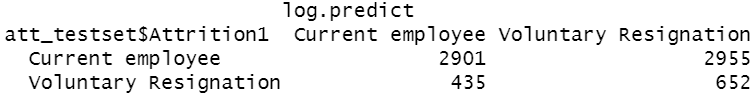 log.predict
att_testset$Attrition1 Current employee Voluntary Resignation
Current employee 2901 2955
Voluntary Resignation 435 652